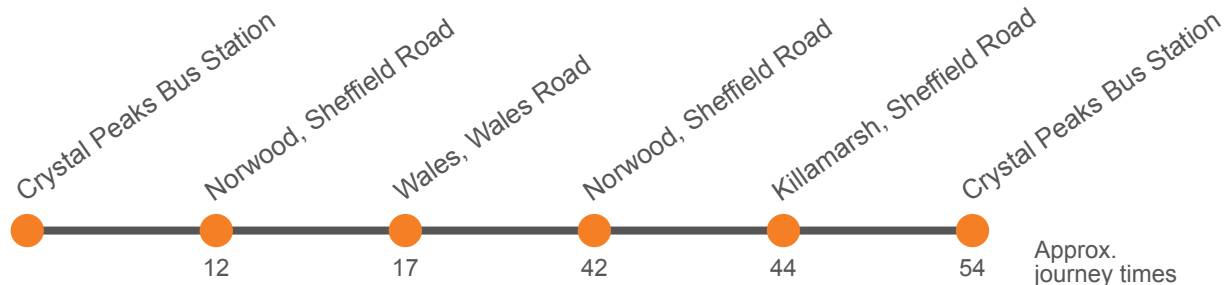 Crystal Peaks Bus Station
Norwood, Sheffield Road
Wales, Wales Road
Norwood, Sheffield Road
Killamarsh, Sheffield Road
Crystal Peaks Bus Station
12
17
42
44
54
Approx.
journey times